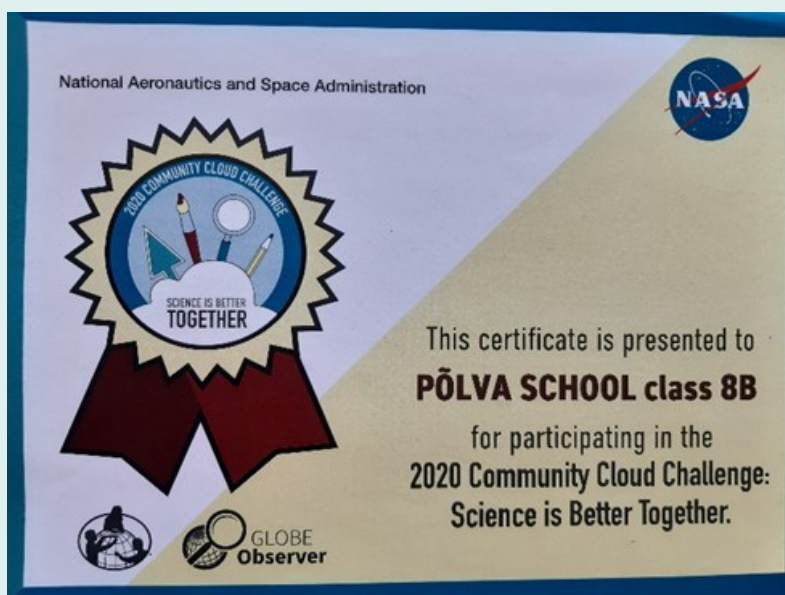 National Aeronautics and Space Administration
NASA
2020 COMMUNITY CLOUD CHALLENGE
SCIENCE IS BETTER
TOGETHER
This certificate is presented to
PÕLVA SCHOOL class 8B
for participating in the
2020 Community Cloud Challenge:
Science is Better Together.
GLOBE
Observer